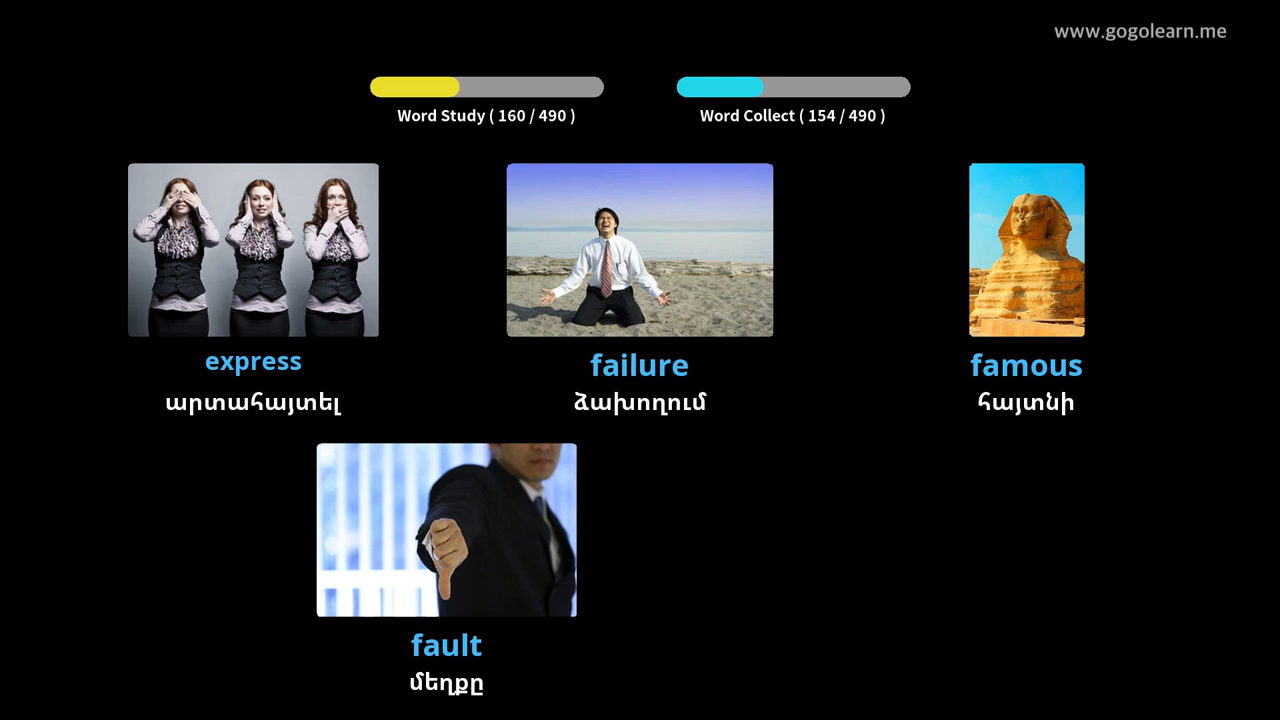 www.gogolearn.me
Word Study ( 160 / 490 )
Word Collect ( 154 / 490 )
express
failure
famous
արտահայտել
ձախողում
հայտնի
fault
մեղքը